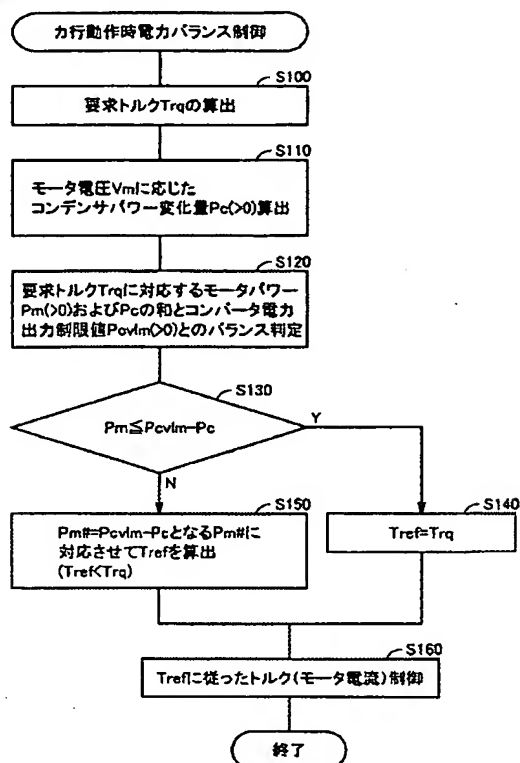 力行動作時電力バランス制御
S100
要求トルクTrqの算出
S110
モータ電圧Vmに応じた
コンデンサパワー変化量Pc(>0)算出
S120
要求トルクTrqに対応するモータパワー
Pm(>0)およびPcの和とコンバータ電力
出力制限値Pcvlm(>0)とのバランス判定
S130
Pm≦Pcvlm-Pc
Y
N
S150
Pm#=Pcvlm-PcとなるPm#に
対応させてTrefを算出
(Tref<Trq)
S140
Tref=Trq
S160
Trefに従ったトルク(モータ電流)制御
終了